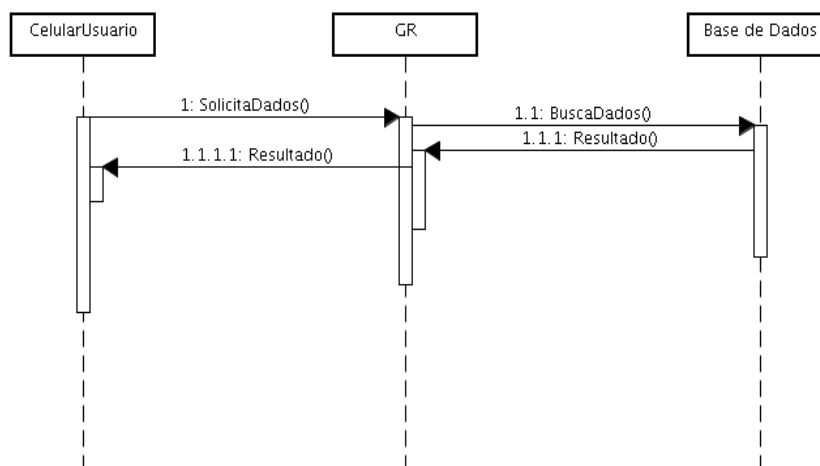 CelularUsuario
GR
Base de Dados
1: SolicitaDados()
1.1: BuscaDados()
1.1.1: Resultado()
1.1.1.1: Resultado()